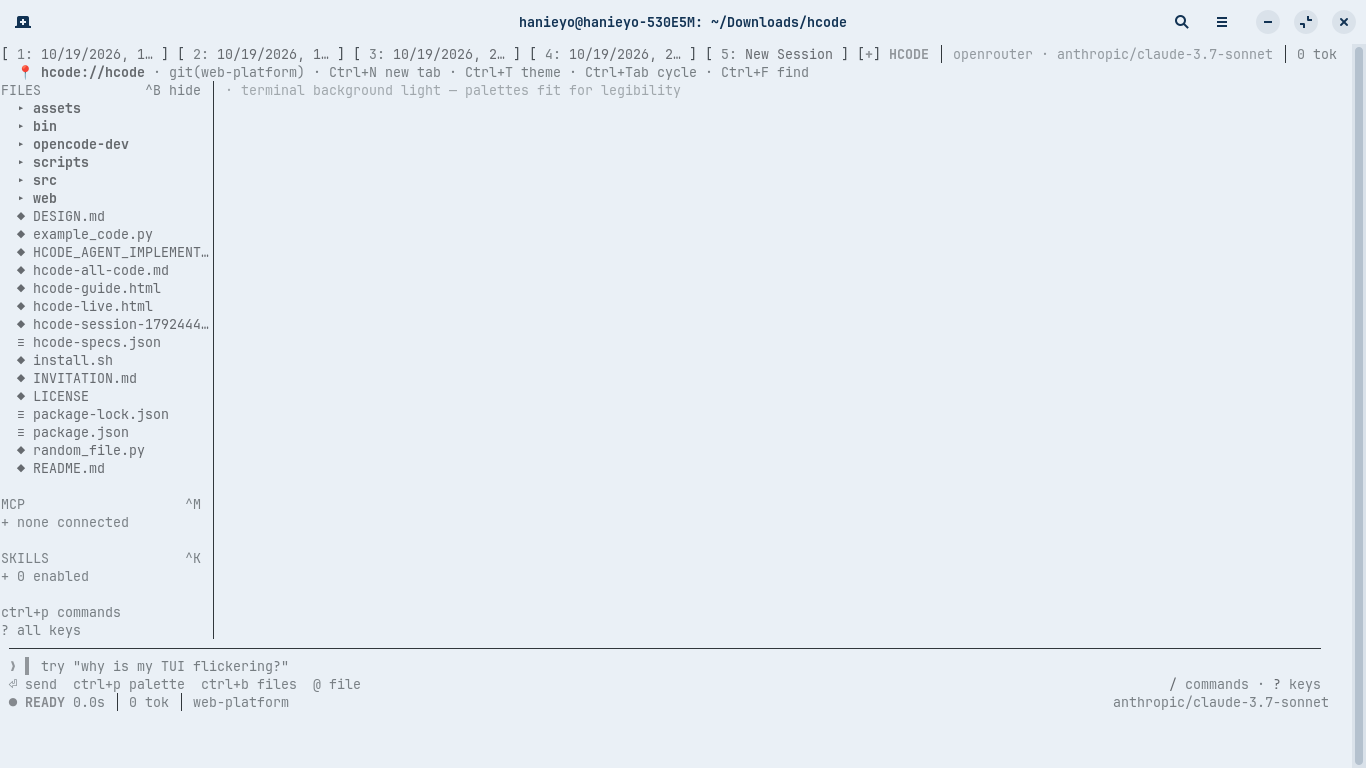 hanieyo@hanieyo-530E5M: ~/Downloads/hcode
[ 1: 10/19/2026, 1… ] [ 2: 10/19/2026, 1… ] [ 3: 10/19/2026, 2… ] [ 4: 10/19/2026, 2… ] [ 5: New Session ] [+] HCODE │ openrouter · anthropic/claude-3.7-sonnet │ 0 tok
📍 hcode://hcode · git(web-platform) · Ctrl+N new tab · Ctrl+T theme · Ctrl+Tab cycle · Ctrl+F find
FILES ^B hide
· terminal background light — palettes fit for legibility
▸ assets
▸ bin
▸ opencode-dev
▸ scripts
▸ src
▸ web
◆ DESIGN.md
◆ example_code.py
◆ HCODE_AGENT_IMPLEMENT…
◆ hcode-all-code.md
◆ hcode-guide.html
◆ hcode-live.html
◆ hcode-session-1792444…
≡ hcode-specs.json
◆ install.sh
◆ INVITATION.md
◆ LICENSE
≡ package-lock.json
≡ package.json
◆ random_file.py
◆ README.md
MCP ^M
+ none connected
SKILLS ^K
+ 0 enabled
ctrl+p commands
? all keys
❯ try "why is my TUI flickering?"
⏎ send ctrl+p palette ctrl+b files @ file / commands · ? keys
● READY 0.0s │ 0 tok │ web-platform anthropic/claude-3.7-sonnet